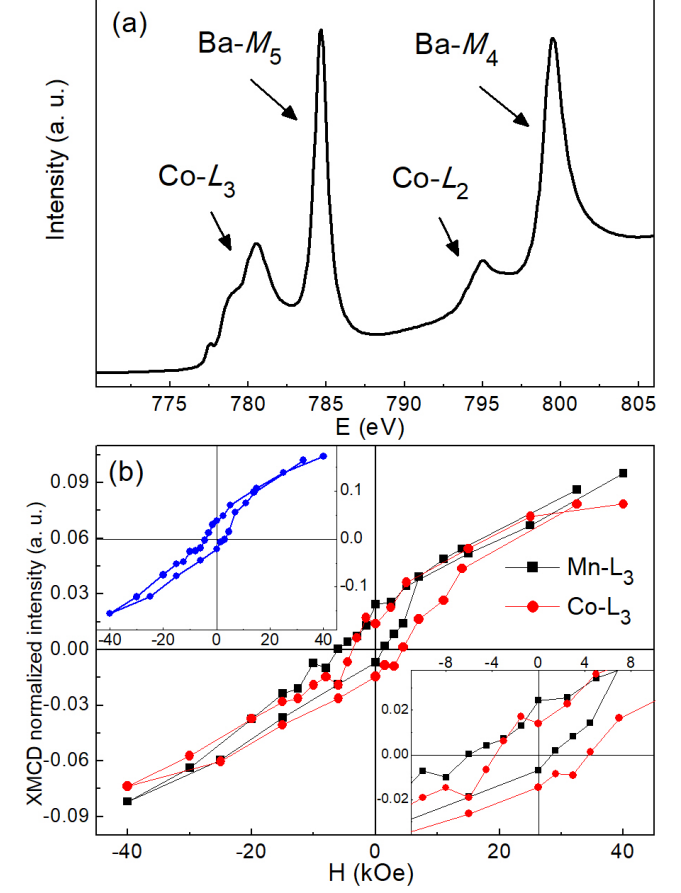 (a)
Ba-M5
Ba-M4
Co-L3
Co-L2
Intensity (a. u.)
775 780 785 790 795 800 805
E (eV)
(b)
XMCD normalized intensity (a. u.)
0.09
0.06
0.03
0.00
-0.03
-0.06
-0.09
0.1
0.0
-0.1
-40 -20 0 20 40
Mn-L3
Co-L3
-8 -4 0 4 8
0.02
0.00
-0.02
-40 -20 0 20 40
H (kOe)